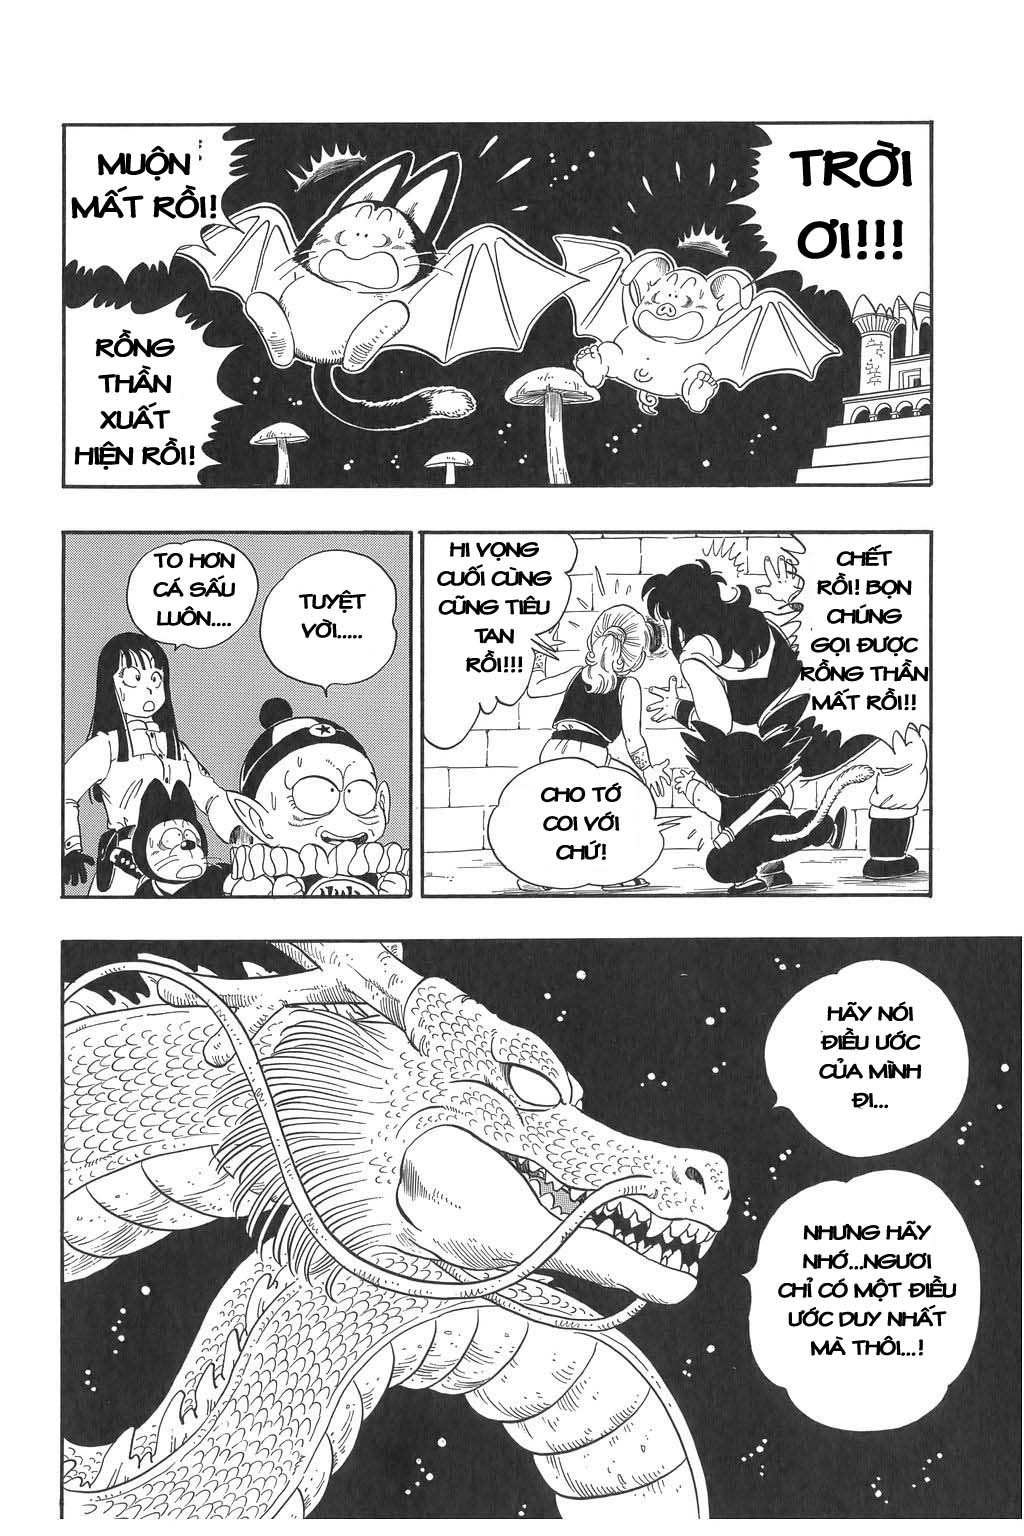 TRỜI
ƠI!!!
MUỘN
MẤT RỒI!
RỒNG
THẦN
XUẤT
HIỆN RỒI!
CHẾT
RỒI! BỌN
CHÚNG
GỌI ĐƯỢC
RỒNG THẦN
MẤT RỒI!!
HI VỌNG
CUỐI CÙNG
CŨNG TIÊU
TAN
RỒI!!!
CHO TỚ
COI VỚI
CHỨ!
TUYỆT
VỜI.....
TO HƠN
CÁ SẤU
LUÔN....
HÃY NÓI
ĐIỀU ƯỚC
CỦA MÌNH
ĐI...
NHƯNG HÃY
NHỚ...NGƯƠI
CHỈ CÓ MỘT ĐIỀU
ƯỚC DUY NHẤT
MÀ THÔI...!